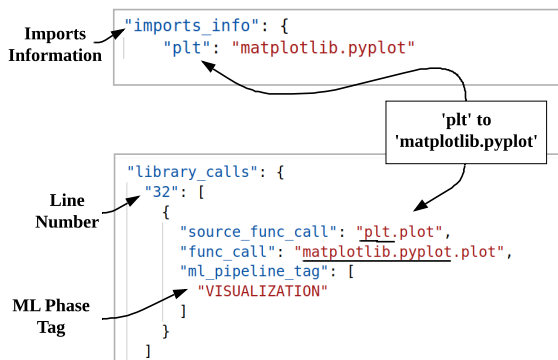 Imports
Information
"imports_info": {
"plt": "matplotlib.pyplot"
'plt' to
'matplotlib.pyplot'
"library_calls": {
Line
Number
"32": [
{
"source_func_call": "plt.plot",
"func_call": "matplotlib.pyplot.plot",
"ml_pipeline_tag": [
ML Phase
Tag
"VISUALIZATION"
]
}
]